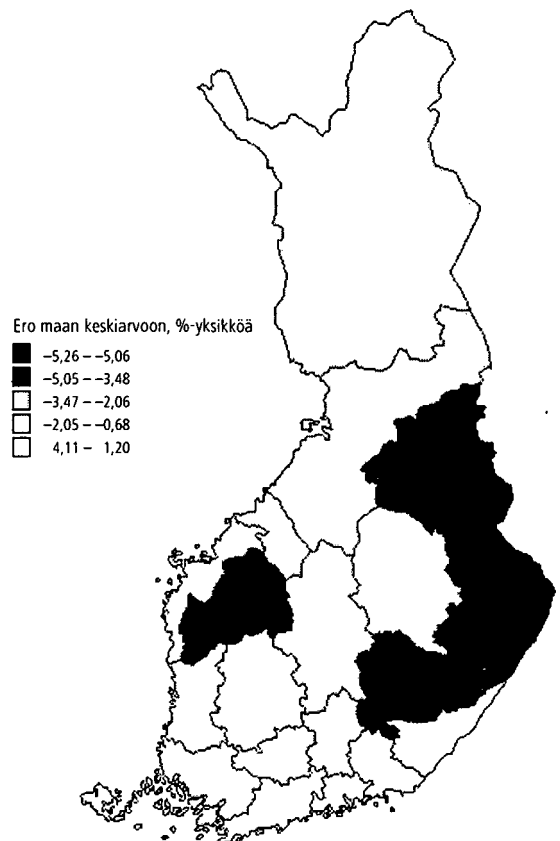 Ero maan keskiarvoon, %-yksikköä
–5,26 – –5,06
–5,05 – –3,48
–3,47 – –2,06
–2,05 – –0,68
4,11 – 1,20